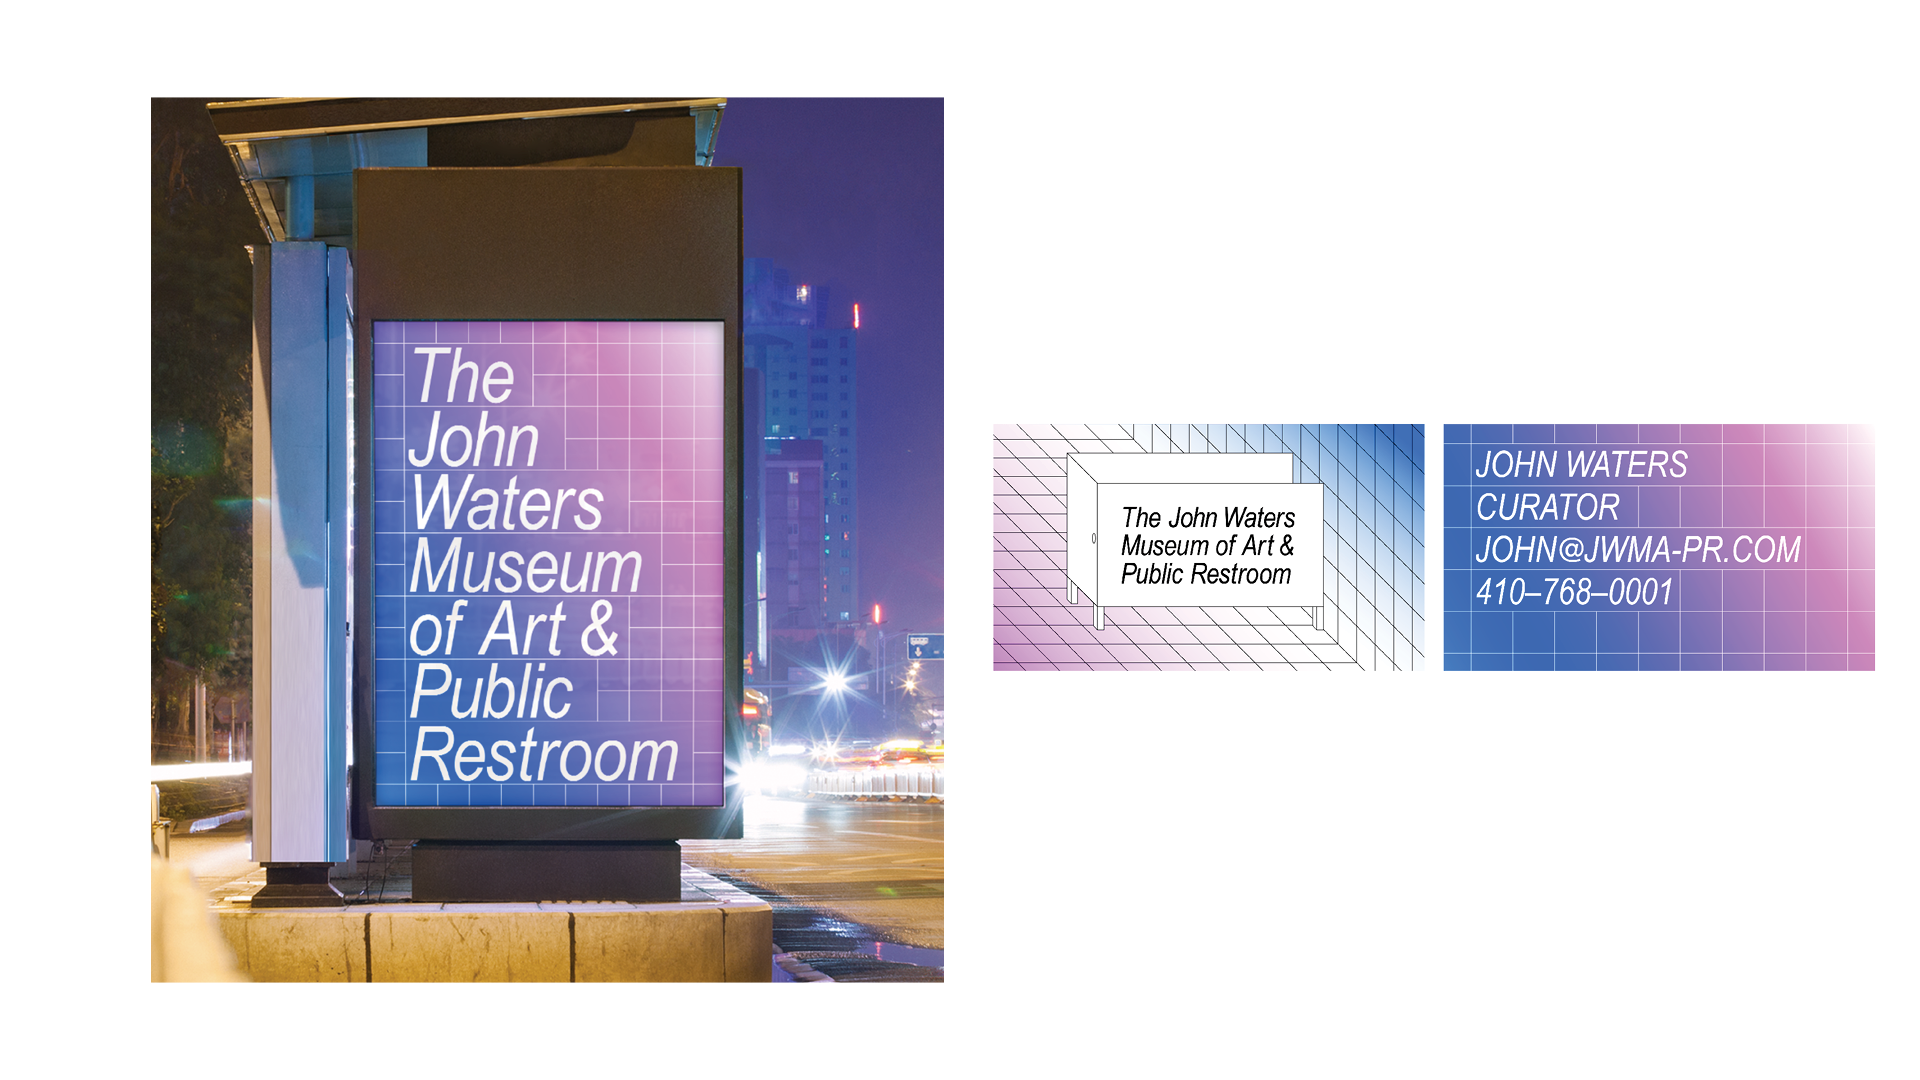 The
John
Waters
Museum
of Art &
Public
Restroom
The John Waters
Museum of Art &
Public Restroom
JOHN WATERS
CURATOR
JOHN@JWMA-PR.COM
410–768–0001